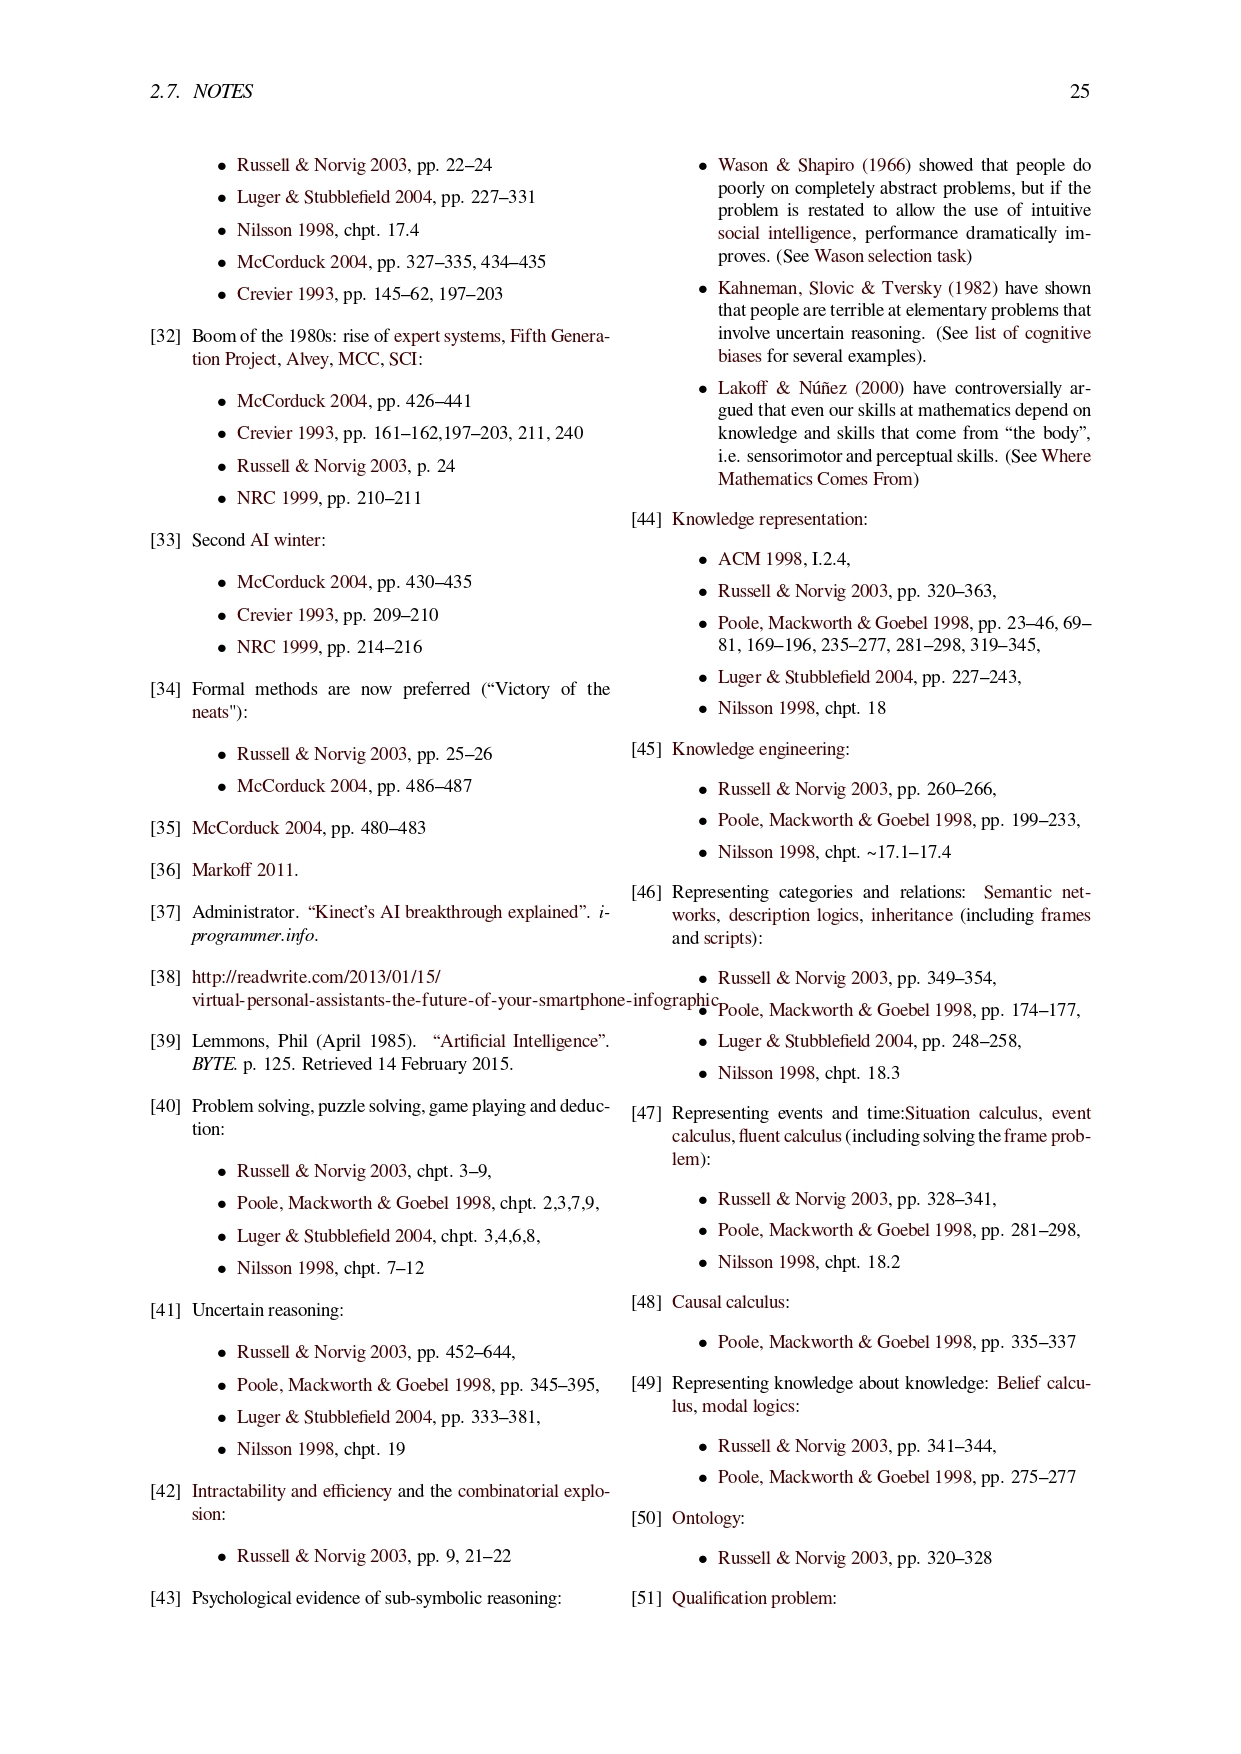 2.7. NOTES
25
• Russell & Norvig 2003, pp. 22–24
• Luger & Stubblefield 2004, pp. 227–331
• Nilsson 1998, chpt. 17.4
• McCorduck 2004, pp. 327–335, 434–435
• Crevier 1993, pp. 145–62, 197–203
[32] Boom of the 1980s: rise of expert systems, Fifth Genera-
tion Project, Alvey, MCC, SCI:
• McCorduck 2004, pp. 426–441
• Crevier 1993, pp. 161–162,197–203, 211, 240
• Russell & Norvig 2003, p. 24
• NRC 1999, pp. 210–211
[33] Second AI winter:
• McCorduck 2004, pp. 430–435
• Crevier 1993, pp. 209–210
• NRC 1999, pp. 214–216
[34] Formal methods are now preferred (“Victory of the
neats"):
• Russell & Norvig 2003, pp. 25–26
• McCorduck 2004, pp. 486–487
[35] McCorduck 2004, pp. 480–483
[36] Markoff 2011.
[37] Administrator. “Kinect’s AI breakthrough explained”. i-
programmer.info.
[38] http://readwrite.com/2013/01/15/
virtual-personal-assistants-the-future-of-your-smartphone-infographic
[39] Lemmons, Phil (April 1985). “Artificial Intelligence”.
BYTE. p. 125. Retrieved 14 February 2015.
[40] Problem solving, puzzle solving, game playing and deduc-
tion:
• Russell & Norvig 2003, chpt. 3–9,
• Poole, Mackworth & Goebel 1998, chpt. 2,3,7,9,
• Luger & Stubblefield 2004, chpt. 3,4,6,8,
• Nilsson 1998, chpt. 7–12
[41] Uncertain reasoning:
• Russell & Norvig 2003, pp. 452–644,
• Poole, Mackworth & Goebel 1998, pp. 345–395,
• Luger & Stubblefield 2004, pp. 333–381,
• Nilsson 1998, chpt. 19
[42] Intractability and efficiency and the combinatorial explo-
sion:
• Russell & Norvig 2003, pp. 9, 21–22
[43] Psychological evidence of sub-symbolic reasoning:
• Wason & Shapiro (1966) showed that people do
poorly on completely abstract problems, but if the
problem is restated to allow the use of intuitive
social intelligence, performance dramatically im-
proves. (See Wason selection task)
• Kahneman, Slovic & Tversky (1982) have shown
that people are terrible at elementary problems that
involve uncertain reasoning. (See list of cognitive
biases for several examples).
• Lakoff & Núñez (2000) have controversially ar-
gued that even our skills at mathematics depend on
knowledge and skills that come from “the body”,
i.e. sensorimotor and perceptual skills. (See Where
Mathematics Comes From)
[44] Knowledge representation:
• ACM 1998, I.2.4,
• Russell & Norvig 2003, pp. 320–363,
• Poole, Mackworth & Goebel 1998, pp. 23–46, 69–
81, 169–196, 235–277, 281–298, 319–345,
• Luger & Stubblefield 2004, pp. 227–243,
• Nilsson 1998, chpt. 18
[45] Knowledge engineering:
• Russell & Norvig 2003, pp. 260–266,
• Poole, Mackworth & Goebel 1998, pp. 199–233,
• Nilsson 1998, chpt. ~17.1–17.4
[46] Representing categories and relations: Semantic net-
works, description logics, inheritance (including frames
and scripts):
• Russell & Norvig 2003, pp. 349–354,
• Poole, Mackworth & Goebel 1998, pp. 174–177,
• Luger & Stubblefield 2004, pp. 248–258,
• Nilsson 1998, chpt. 18.3
[47] Representing events and time:Situation calculus, event
calculus, fluent calculus (including solving the frame prob-
lem):
• Russell & Norvig 2003, pp. 328–341,
• Poole, Mackworth & Goebel 1998, pp. 281–298,
• Nilsson 1998, chpt. 18.2
[48] Causal calculus:
• Poole, Mackworth & Goebel 1998, pp. 335–337
[49] Representing knowledge about knowledge: Belief calcu-
lus, modal logics:
• Russell & Norvig 2003, pp. 341–344,
• Poole, Mackworth & Goebel 1998, pp. 275–277
[50] Ontology:
• Russell & Norvig 2003, pp. 320–328
[51] Qualification problem: